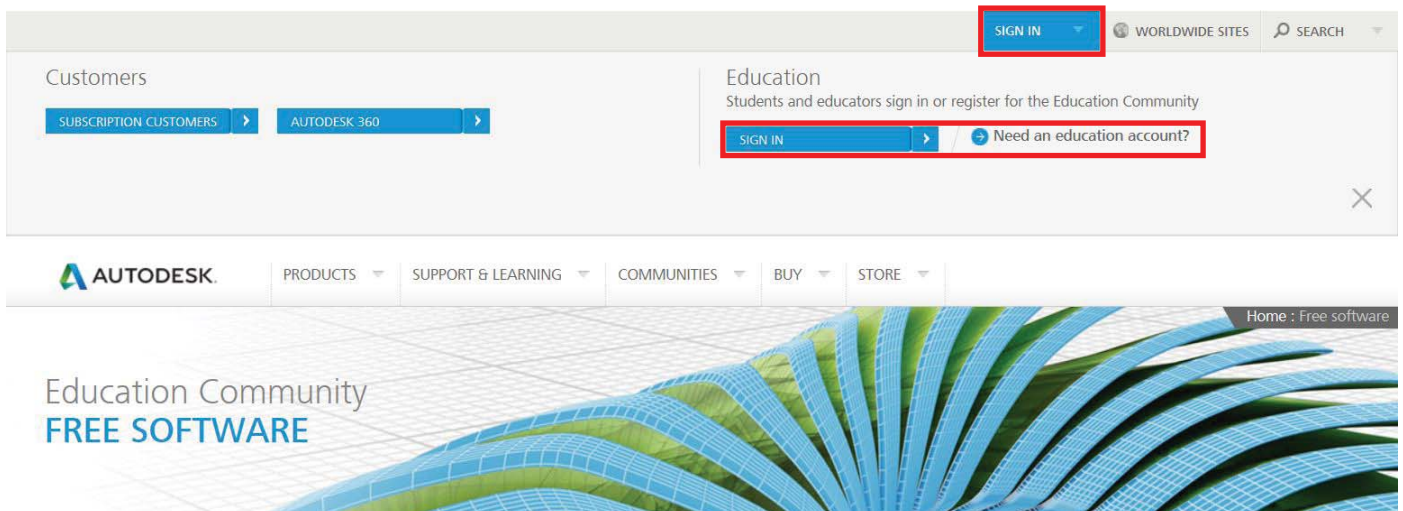 SIGN IN
WORLDWIDE SITES
SEARCH
Customers
SUBSCRIPTION CUSTOMERS
AUTODESK 360
Education
Students and educators sign in or register for the Education Community
SIGN IN
Need an education account?
AUTODESK.
PRODUCTS
SUPPORT & LEARNING
COMMUNITIES
BUY
STORE
Home : Free software
Education Community
FREE SOFTWARE